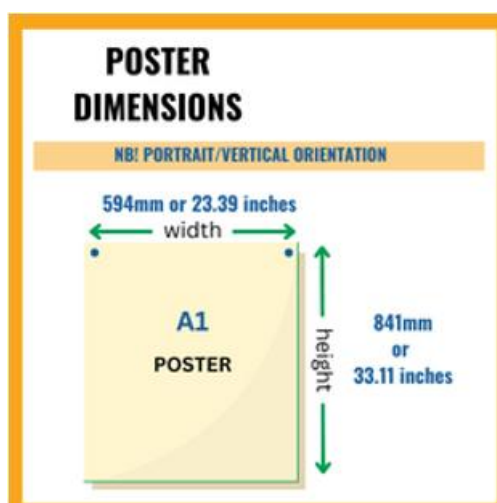 POSTER
DIMENSIONS
NB! PORTRAIT/VERTICAL ORIENTATION
594mm or 23.39 inches
width
A1
POSTER
height
841mm
or
33.11 inches